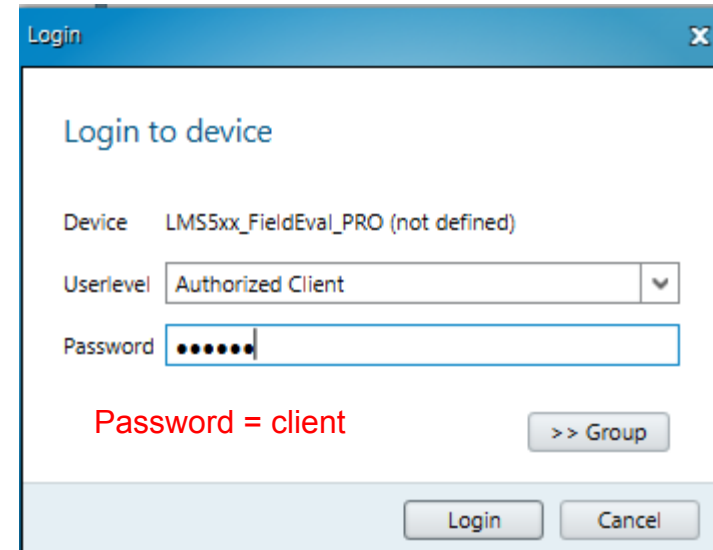 Login
Login to device
Device LMS5xx_FieldEval_PRO (not defined)
Userlevel Authorized Client
Password ●●●●●●
Password = client
>> Group
Login Cancel